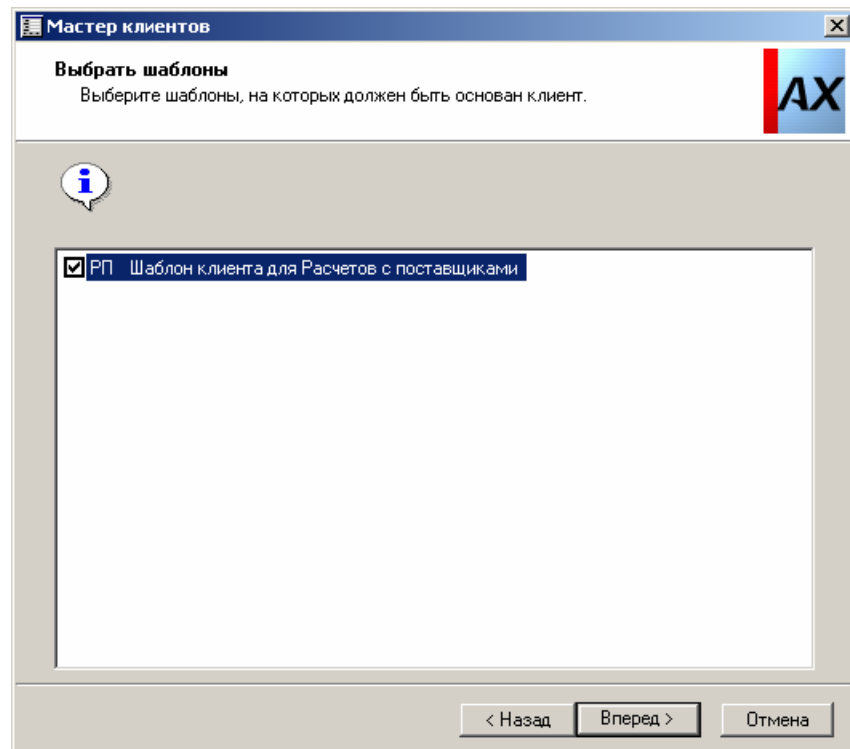 Мастер клиентов
Выбрать шаблоны
Выберите шаблоны, на которых должен быть основан клиент.
AX
i
РП Шаблон клиента для Расчетов с поставщиками
< Назад Вперед > Отмена